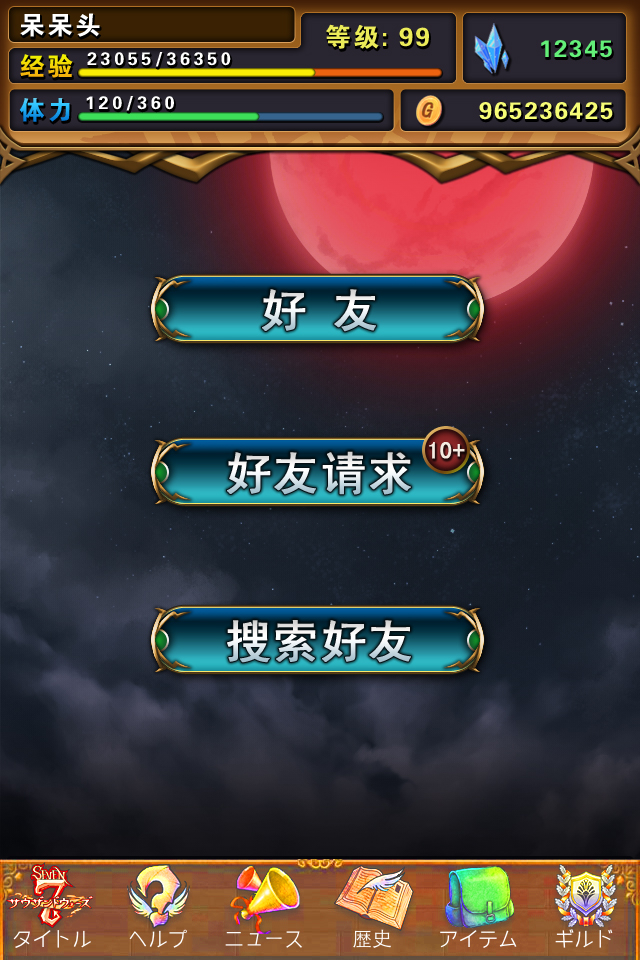 呆呆头
等级: 99
12345
经验 23055/36350
体力 120/360
G 965236425
好 友
好友请求
10+
搜索好友
SEVEN
7
サウザンドウォーズ
タイトル
ヘルプ
ニュース
歴史
アイテム
ギルド